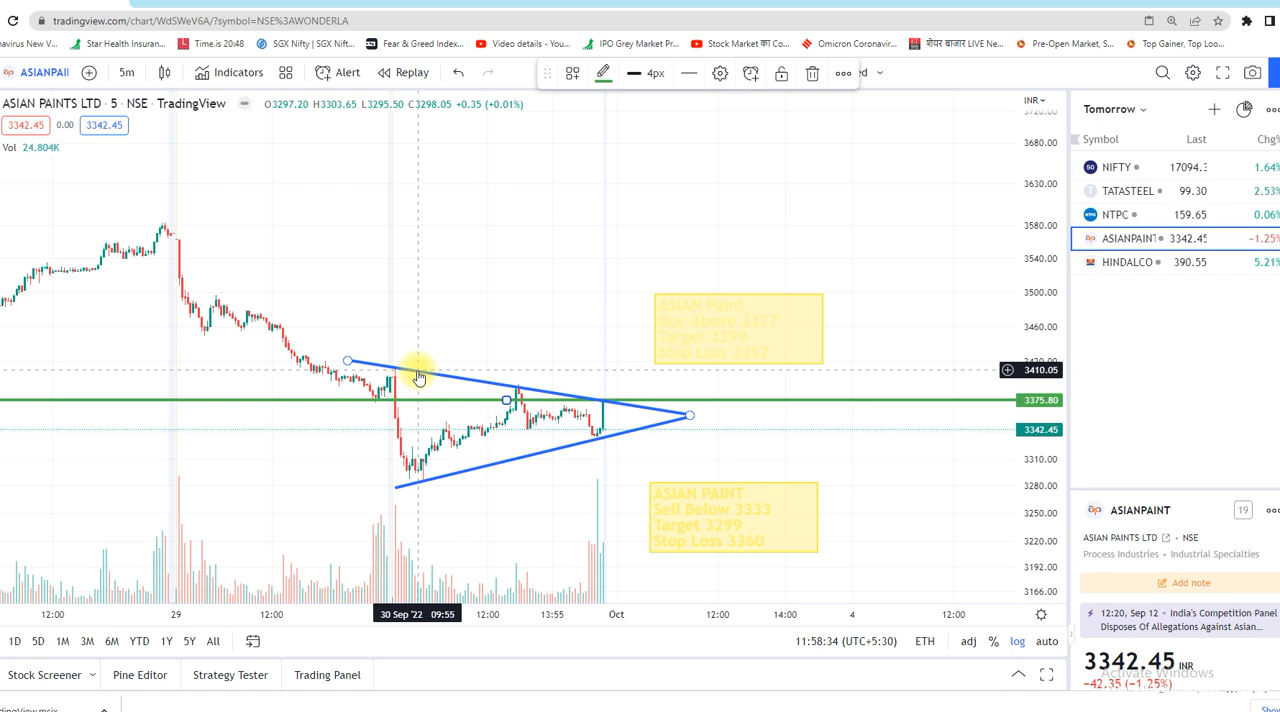 tradingview.com/chart/WdSWeV6A/?symbol=NSE%3AWONDERLA
navirus New V... Star Health Insuran... Timing 20:48 SGX Nifty | SGX Nift... Fear & Greed Index... Video details - You... IPO Grey Market Pr... Stock Market का Co... Omicron Coronavir... शेयर बाजार LIVE Ne... Pre-Open Market, S... Top Gainer, Top Loo...
ASIANPAI 5m Indicators Alert Replay 4px
ASIAN PAINTS LTD · 5 · NSE · TradingView O3297.20 H3303.65 L3295.50 C3298.05 +0.35 (+0.01%)
3342.45 0.00 3342.45
Vol 24.804K
INR
3720.00
3680.00
3630.00
3580.00
3540.00
3500.00
3460.00
3420.00
3410.05
3375.80
3342.45
3310.00
3280.00
3250.00
3220.00
3192.00
3166.00
ASIAN Paint
Buy Above 3377
Target 3399
Stop Loss 3357
ASIAN PAINT
Sell Below 3333
Target 3299
Stop Loss 3360
12:00 29 12:00 30 Sep '22 09:55 12:00 13:55 Oct 12:00 14:00 4 12:00
1D 5D 1M 3M 6M YTD 1Y 5Y All 11:58:34 (UTC+5:30) ETH adj % log auto
Stock Screener Pine Editor Strategy Tester Trading Panel
Tomorrow
Symbol Last Chg%
NIFTY 17094.3 1.64%
TATASTEEL 99.30 2.53%
NTPC 159.65 0.06%
ASIANPAINT 3342.45 −1.25%
HINDALCO 390.55 5.21%
ASIANPAINT 19
ASIAN PAINTS LTD · NSE
Process Industries · Industrial Specialties
Add note
12:20, Sep 12 · India's Competition Panel
Disposes Of Allegations Against Asian...
3342.45 INR
Activate Windows
−42.35 (−1.25%)